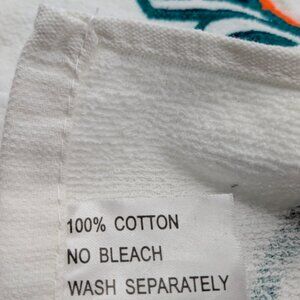 100% COTTON
NO BLEACH
WASH SEPARATELY